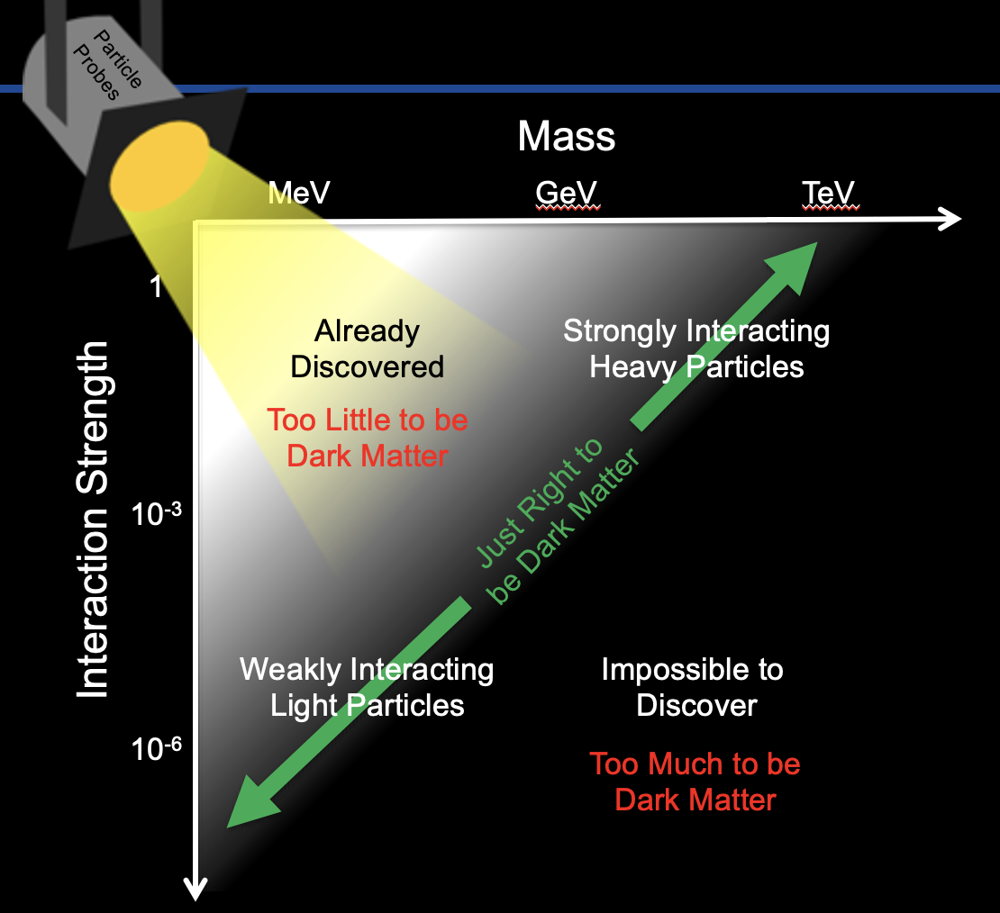 Particle
Probes
Mass
MeV
GeV
TeV
1
Already
Discovered
Strongly Interacting
Heavy Particles
Too Little to be
Dark Matter
Interaction Strength
10⁻³
Just Right to
be Dark Matter
Weakly Interacting
Light Particles
Impossible to
Discover
10⁻⁶
Too Much to be
Dark Matter